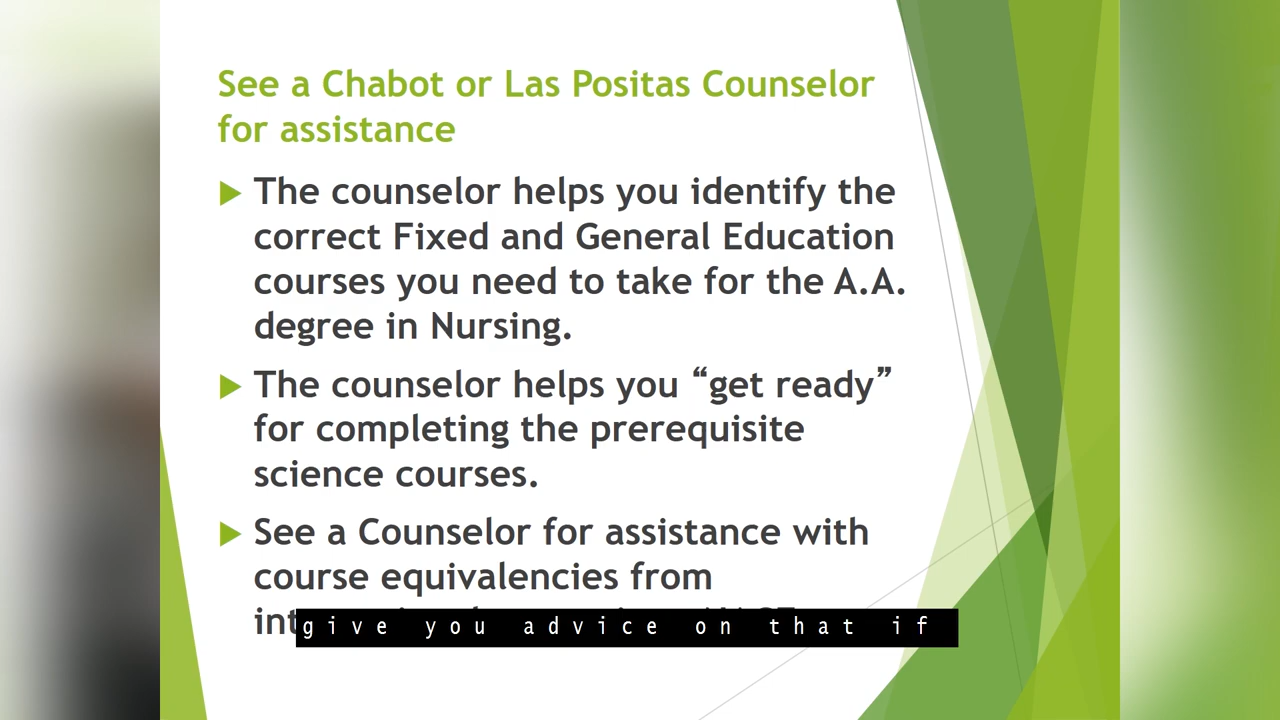 See a Chabot or Las Positas Counselor
for assistance
The counselor helps you identify the
correct Fixed and General Education
courses you need to take for the A.A.
degree in Nursing.
The counselor helps you “get ready”
for completing the prerequisite
science courses.
See a Counselor for assistance with
course equivalencies from
give you advice on that if